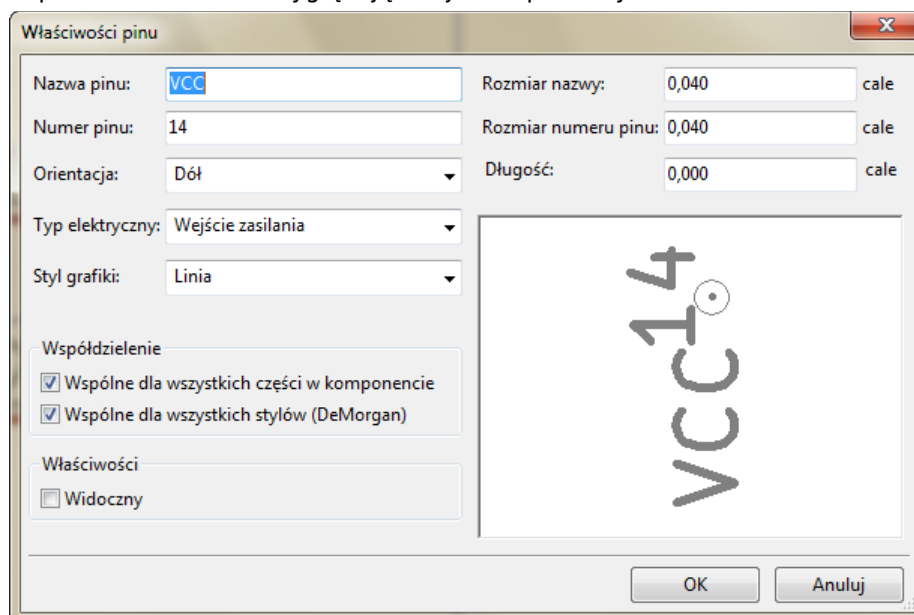 Właściwości pinu
Nazwa pinu: VCC
Numer pinu: 14
Orientacja: Dół
Typ elektryczny: Wejście zasilania
Styl grafiki: Linia
Współdzielenie
Wspólne dla wszystkich części w komponencie
Wspólne dla wszystkich stylów (DeMorgan)
Właściwości
Widoczny
Rozmiar nazwy: 0,040 cale
Rozmiar numeru pinu: 0,040 cale
Długość: 0,000 cale
14
VCC
OK Anuluj